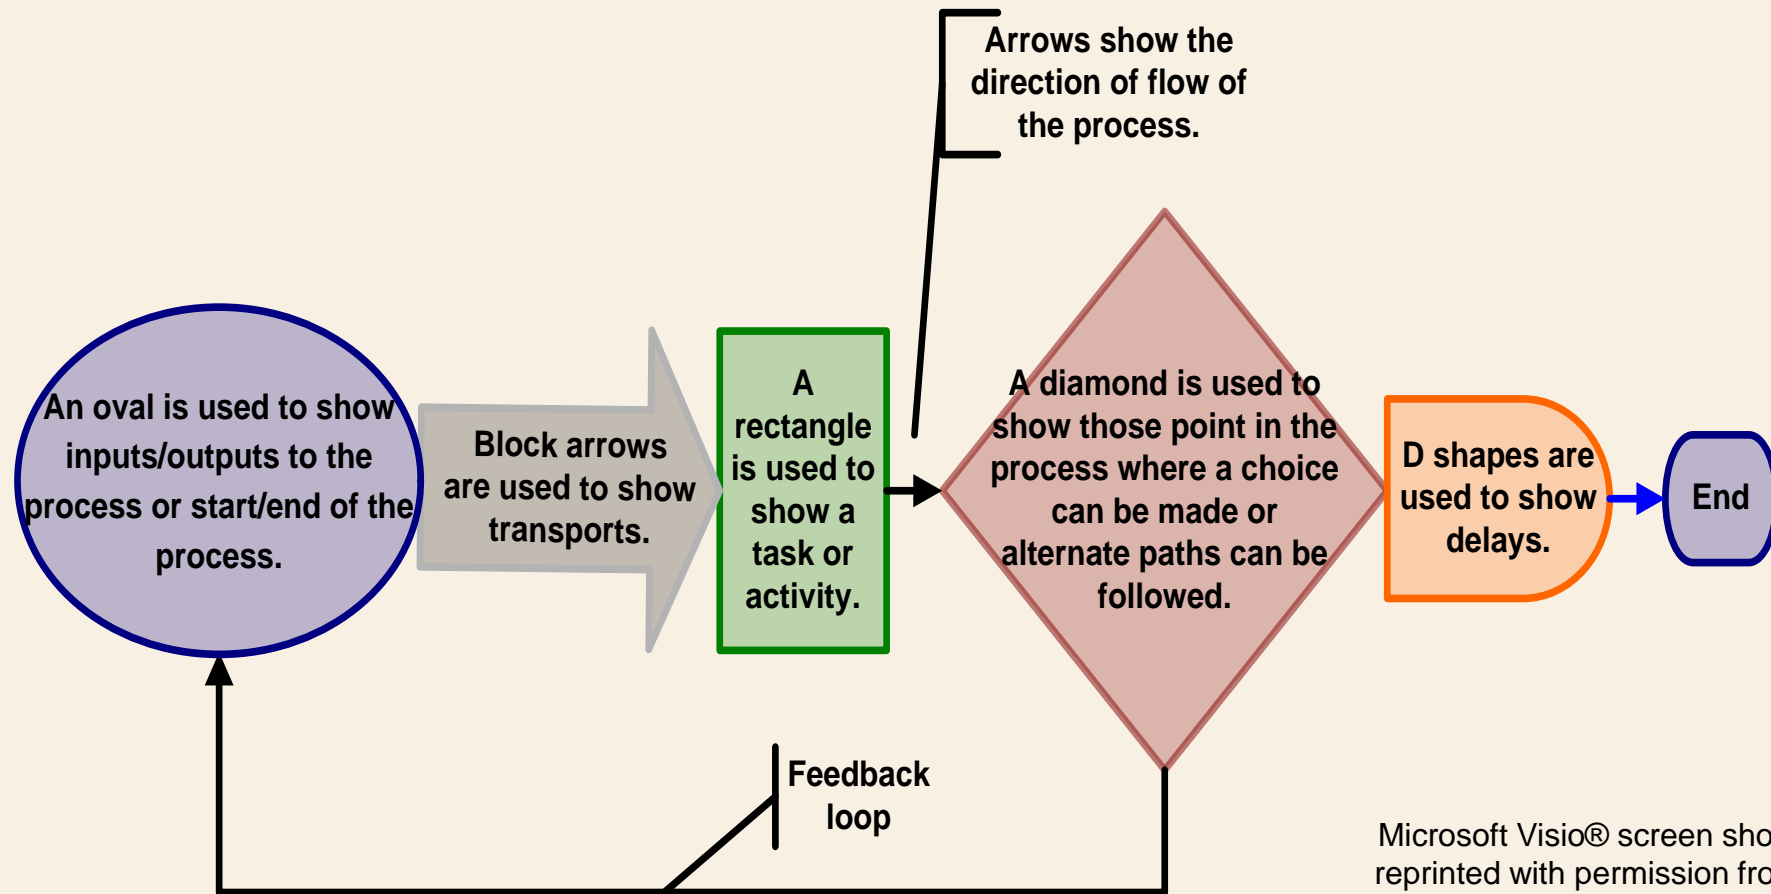 Arrows show the
direction of flow of
the process.
An oval is used to show
inputs/outputs to the
process or start/end of the
process.
Block arrows
are used to show
transports.
A
rectangle
is used to
show a
task or
activity.
A diamond is used to
show those point in the
process where a choice
can be made or
alternate paths can be
followed.
D shapes are
used to show
delays.
End
Feedback
loop
Microsoft Visio® screen
reprinted with permission